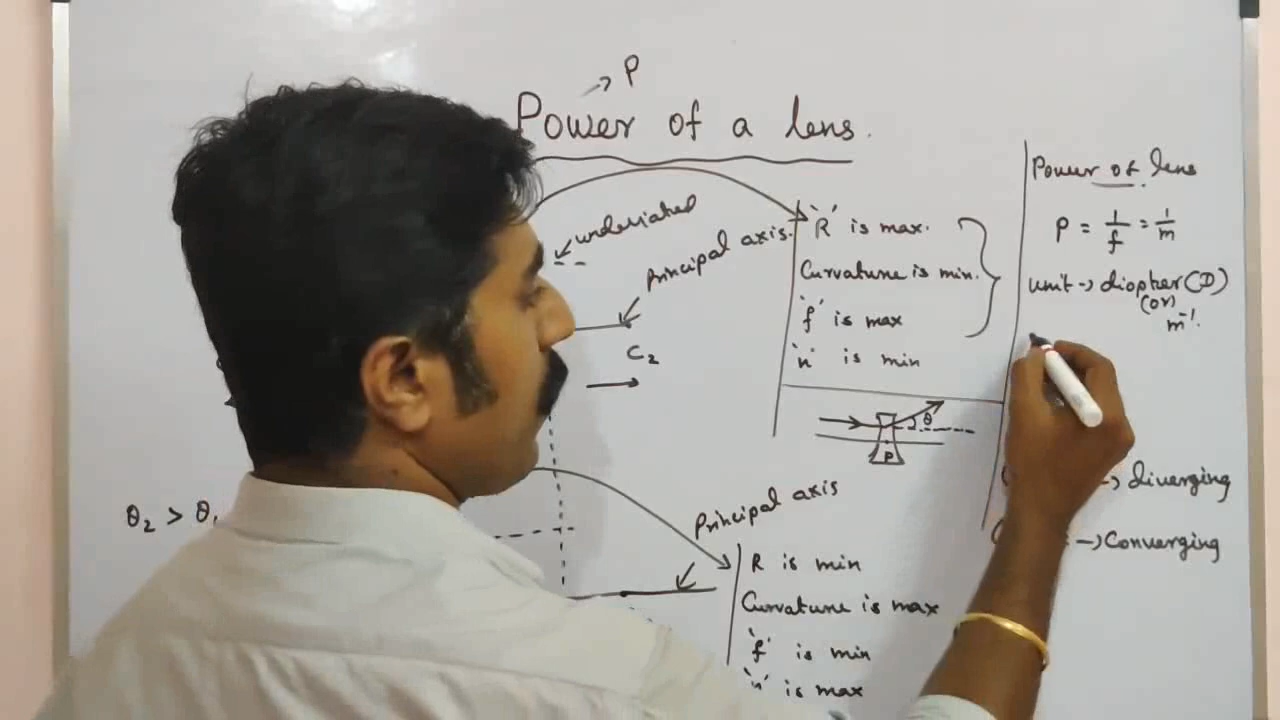 P
Power of a lens.
undeviated
Principal axis.
C2
'R' is max.
Curvature is min.
'f' is max
'n' is min
θ
P
Power of lens
P = 1/f = 1/m
unit → diopter (D)
(or)
m⁻¹.
→ diverging
→ Converging
θ2 > θ1
Principal axis
R is min
Curvature is max
'f' is min
'n' is max